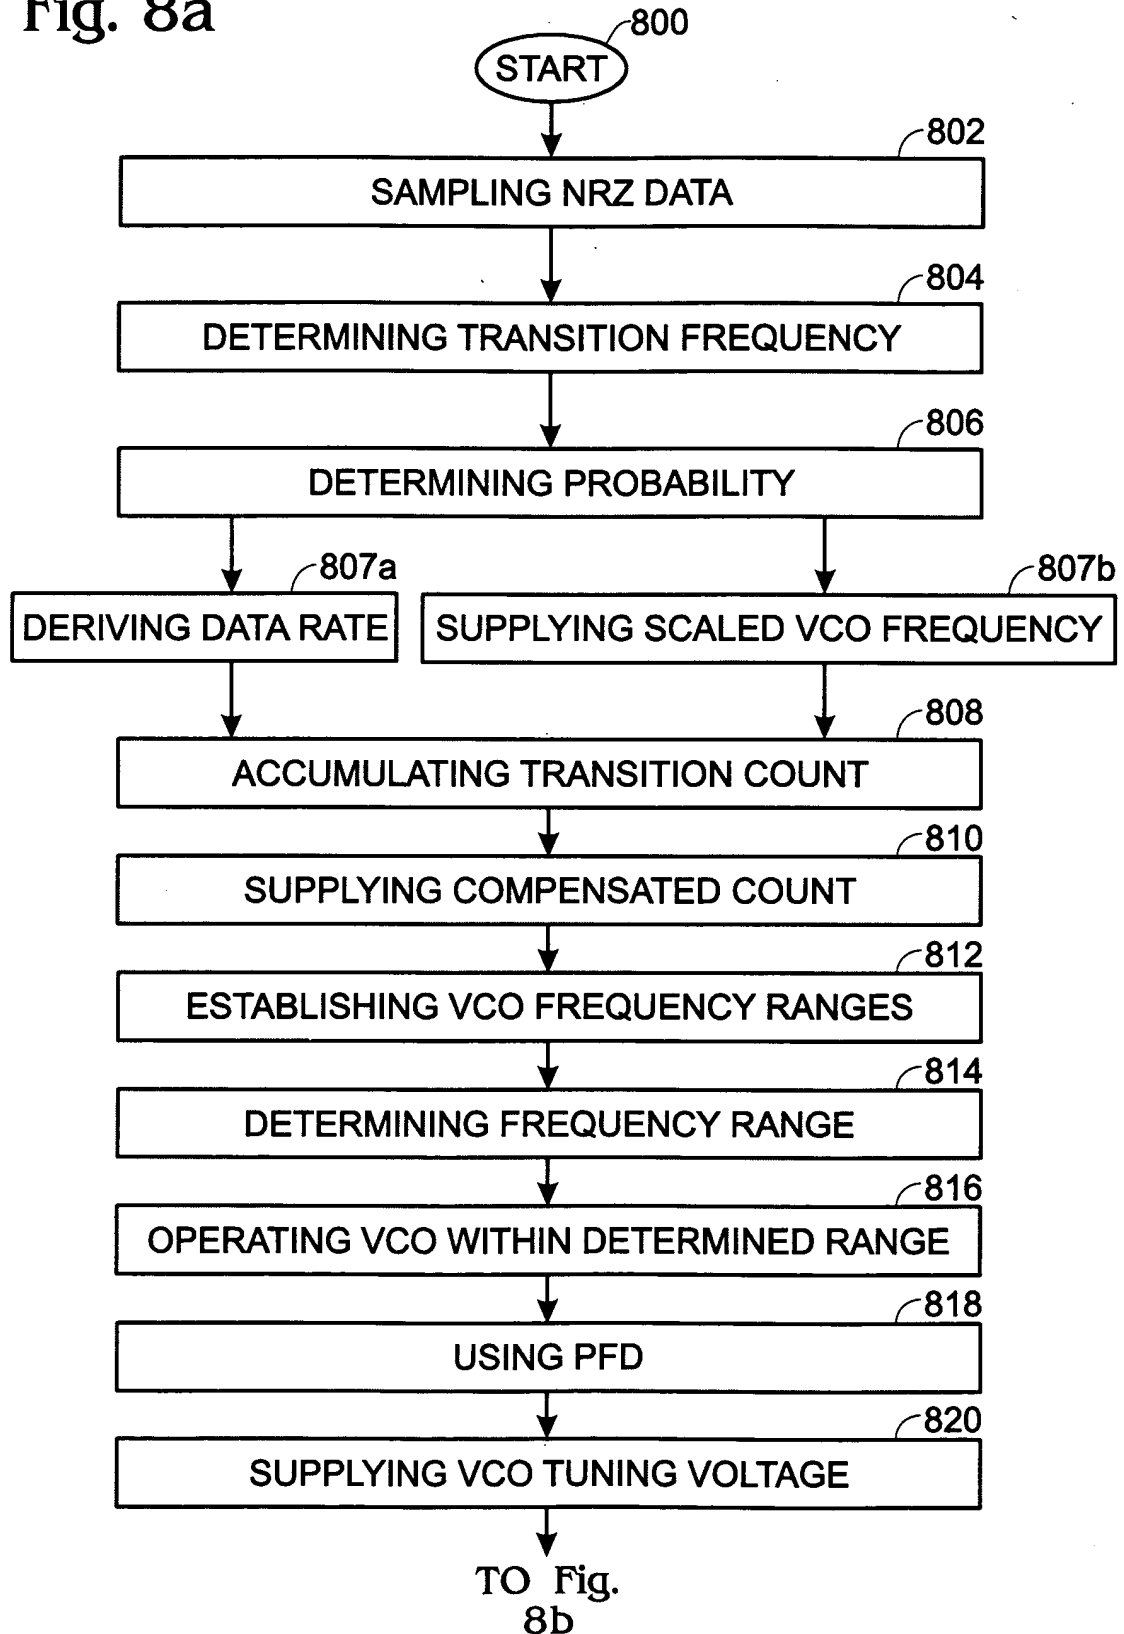 Fig. 8a
800
START
802
SAMPLING NRZ DATA
804
DETERMINING TRANSITION FREQUENCY
806
DETERMINING PROBABILITY
807a
DERIVING DATA RATE
807b
SUPPLYING SCALED VCO FREQUENCY
808
ACCUMULATING TRANSITION COUNT
810
SUPPLYING COMPENSATED COUNT
812
ESTABLISHING VCO FREQUENCY RANGES
814
DETERMINING FREQUENCY RANGE
816
OPERATING VCO WITHIN DETERMINED RANGE
818
USING PFD
820
SUPPLYING VCO TUNING VOLTAGE
TO Fig.
8b